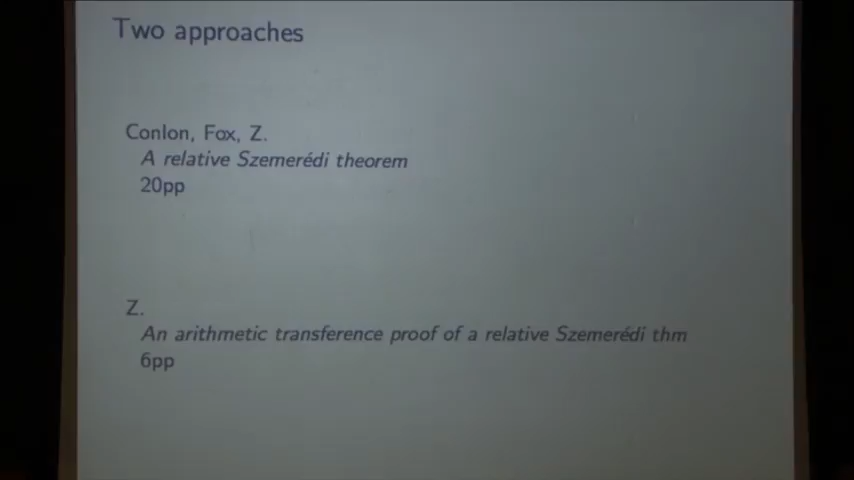 Two approaches
Conlon, Fox, Z.
A relative Szemerédi theorem
20pp
Z.
An arithmetic transference proof of a relative Szemerédi thm
6pp